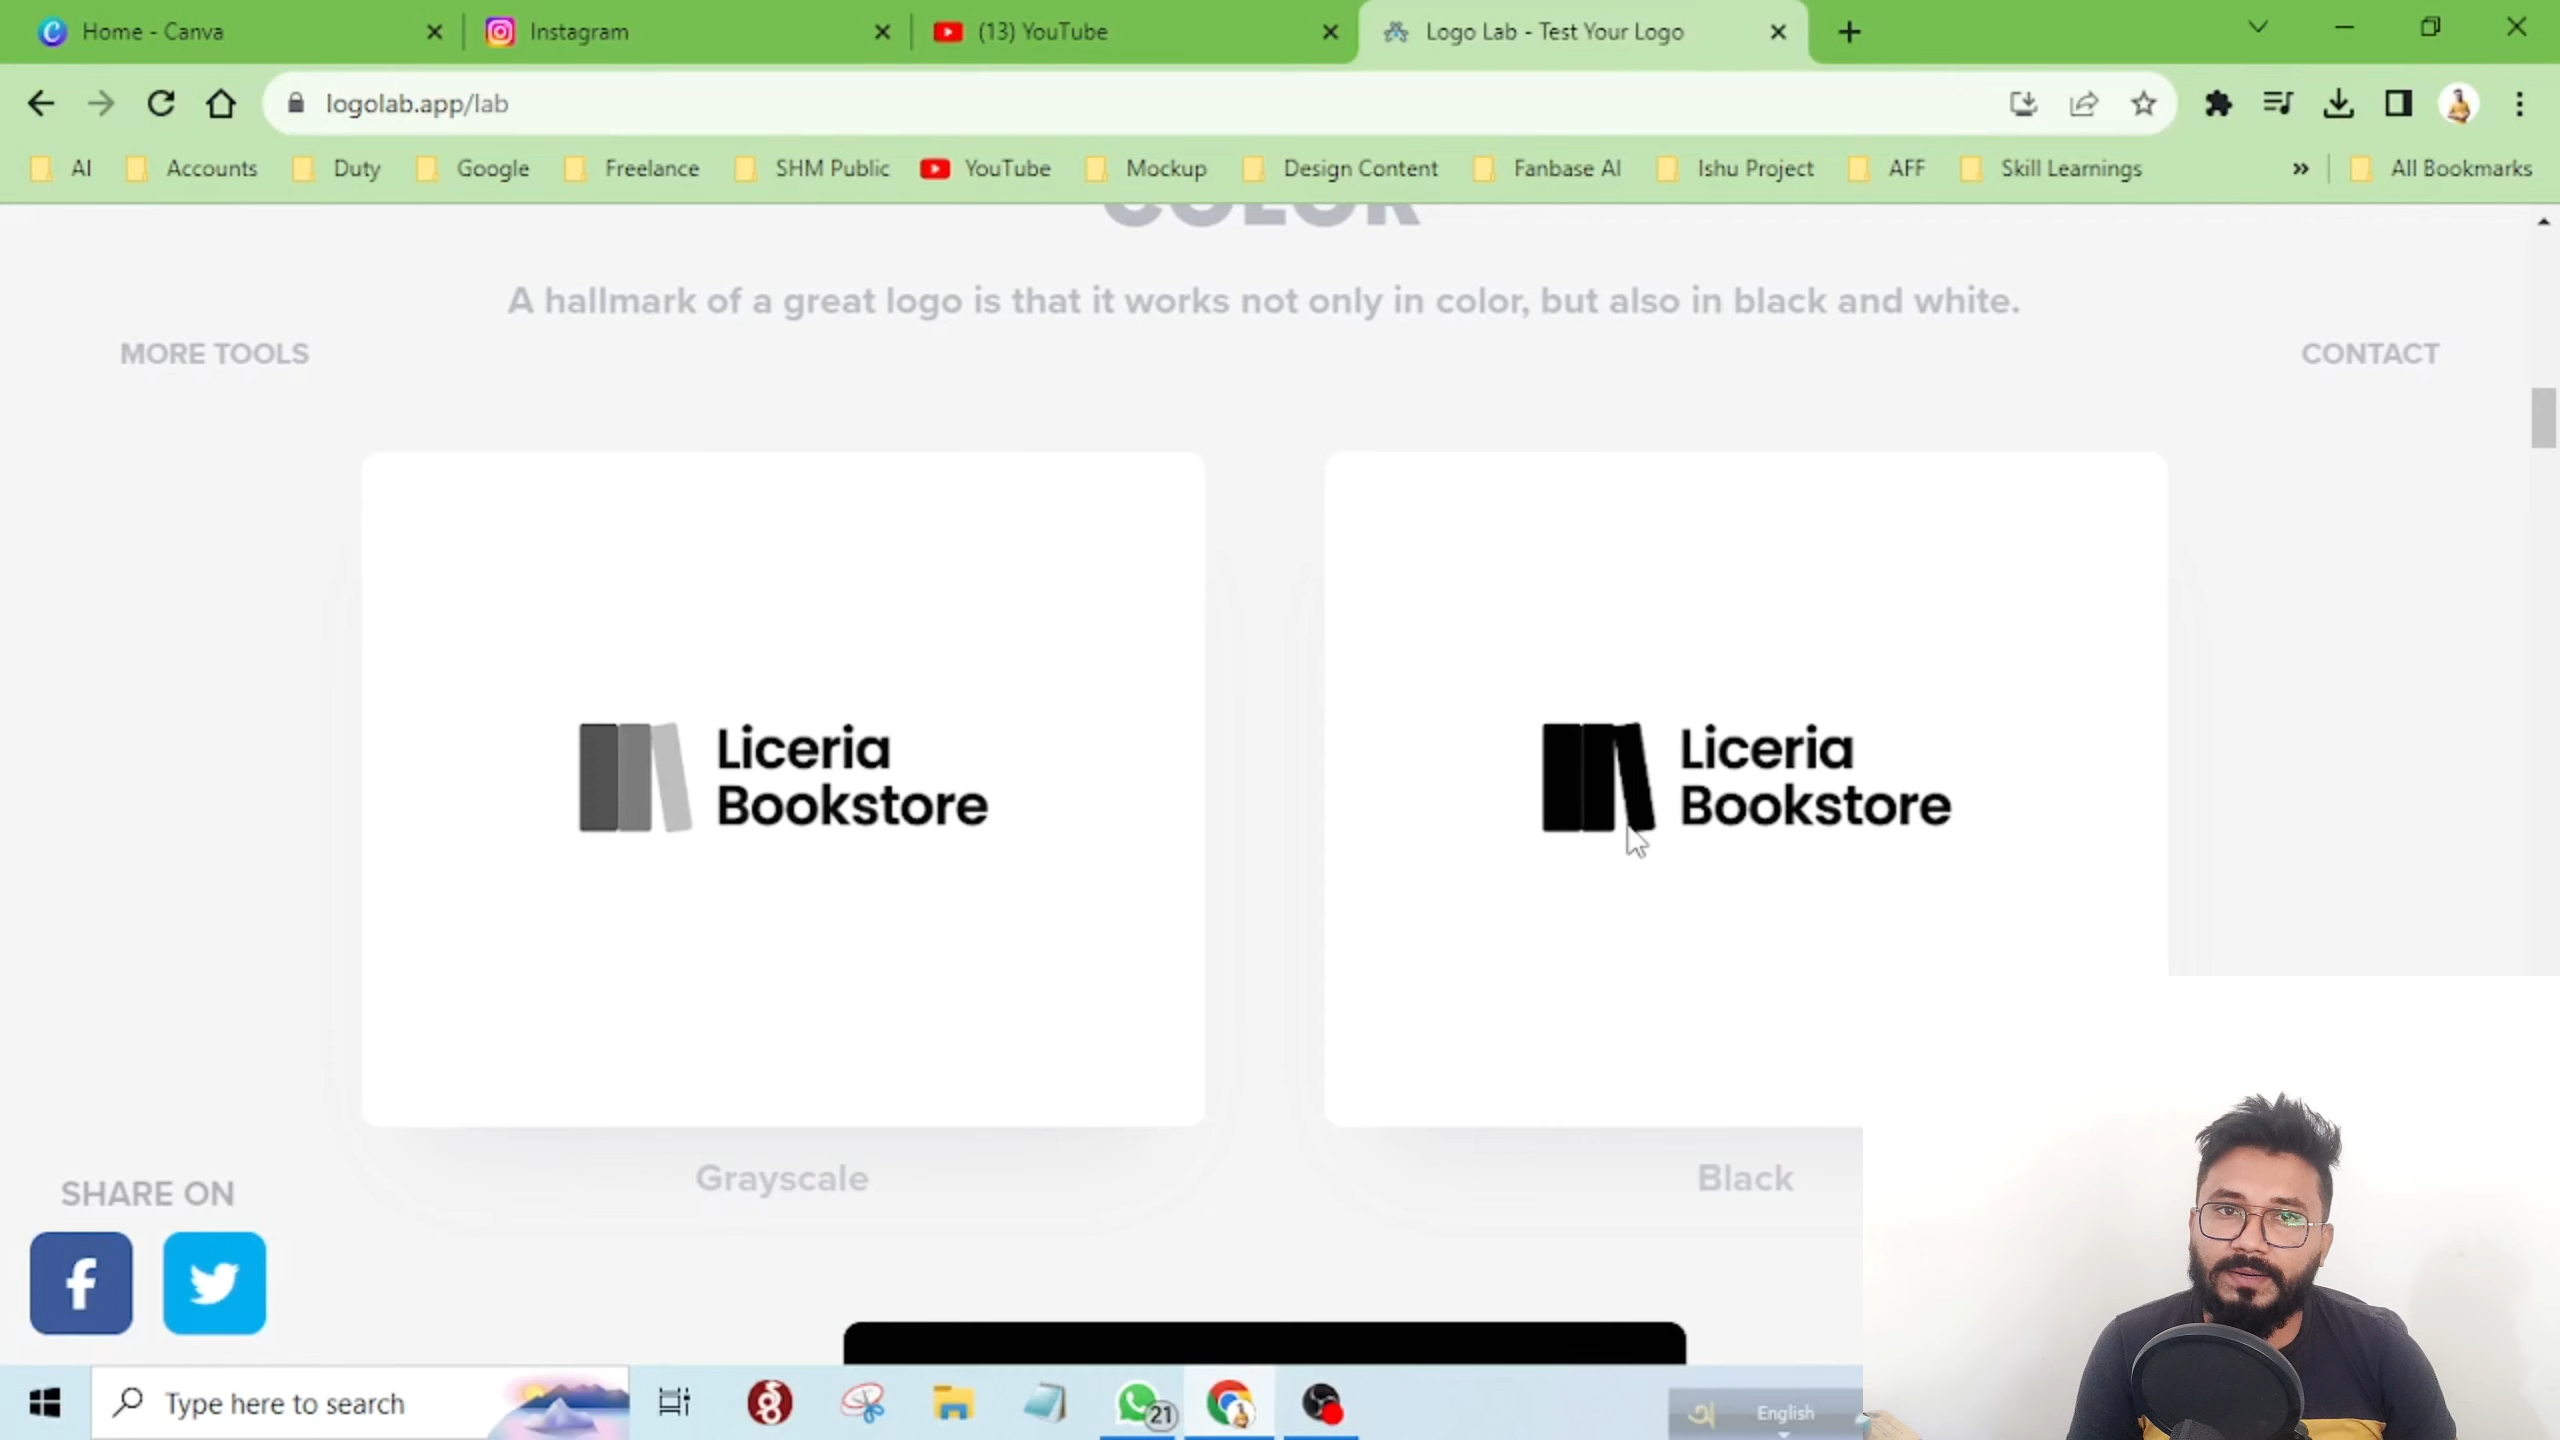 Home - Canva
Instagram
(13) YouTube
Logo Lab - Test Your Logo
logolab.app/lab
AI
Accounts
Duty
Google
Freelance
SHM Public
YouTube
Mockup
Design Content
Fanbase AI
Ishu Project
AFF
Skill Learnings
»
All Bookmarks
COLOR
A hallmark of a great logo is that it works not only in color, but also in black and white.
MORE TOOLS
CONTACT
Liceria
Bookstore
Liceria
Bookstore
Grayscale
Black
SHARE ON
Type here to search
21
অ
English